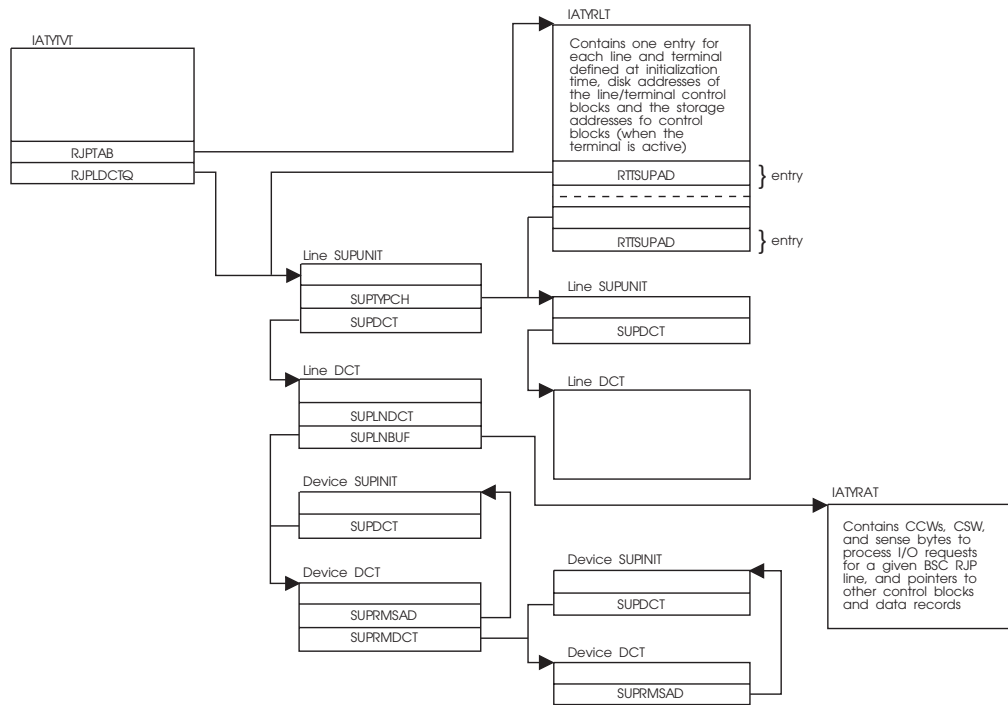 IATYTVT
RJPTAB
RJPLDCTQ
IATYRLT
Contains one entry for
each line and terminal
defined at initialization
time, disk addresses of
the line/terminal control
blocks and the storage
addresses fo control
blocks (when the
terminal is active)
RTTSUPAD
} entry
RTTSUPAD
} entry
Line SUPUNIT
SUPTYPCH
SUPDCT
Line SUPUNIT
SUPDCT
Line DCT
SUPLNDCT
SUPLNBUF
Line DCT
Device SUPINIT
SUPDCT
IATYRAT
Contains CCWs, CSW,
and sense bytes to
process I/O requests
for a given BSC RJP
line, and pointers to
other control blocks
and data records
Device DCT
SUPRMSAD
SUPRMDCT
Device SUPINIT
SUPDCT
Device DCT
SUPRMSAD